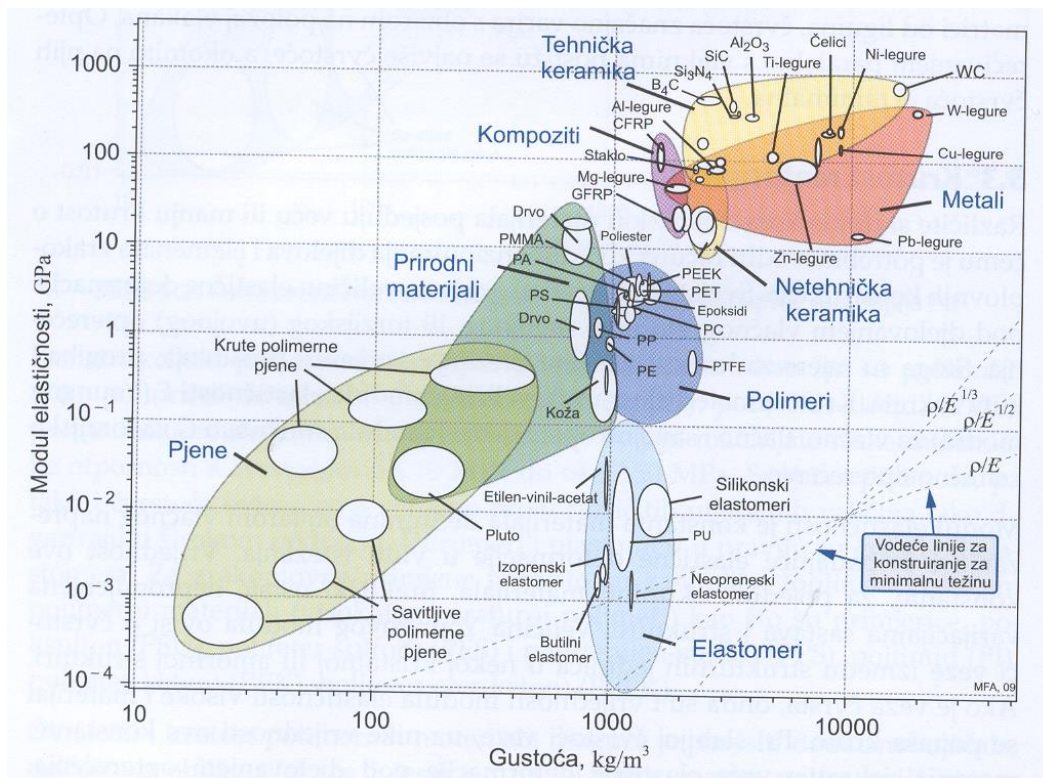 Modul elastičnosti, GPa
1000
100
10
1
10⁻¹
10⁻²
10⁻³
10⁻⁴
10
100
1000
10000
Gustoća, kg/m³
Tehnička
keramika
B₄C
Si₃N₄
SiC
Al₂O₃
Ti-legure
Čelici
Ni-legure
WC
W-legure
Al-legure
CFRP
Kompoziti
Staklo
Mg-legure
GFRP
Cu-legure
Metali
Pb-legure
Zn-legure
Netehnička
keramika
Drvo
PMMA
PA
Prirodni
materijali
PS
Drvo
Poliester
PEEK
PET
Epoksidi
PC
PP
PE
PTFE
Koža
Polimeri
Krute polimerne
pjene
Pjene
Pluto
Savitljive
polimerne
pjene
Etilen-vinil-acetat
Silikonski
elastomeri
PU
Izoprenski
elastomer
Neoprenski
elastomer
Butilni
elastomer
Elastomeri
ρ/E¹ᐟ³
ρ/E¹ᐟ²
ρ/E
Vodeće linije za
konstruiranje za
minimalnu težinu
MFA, 09